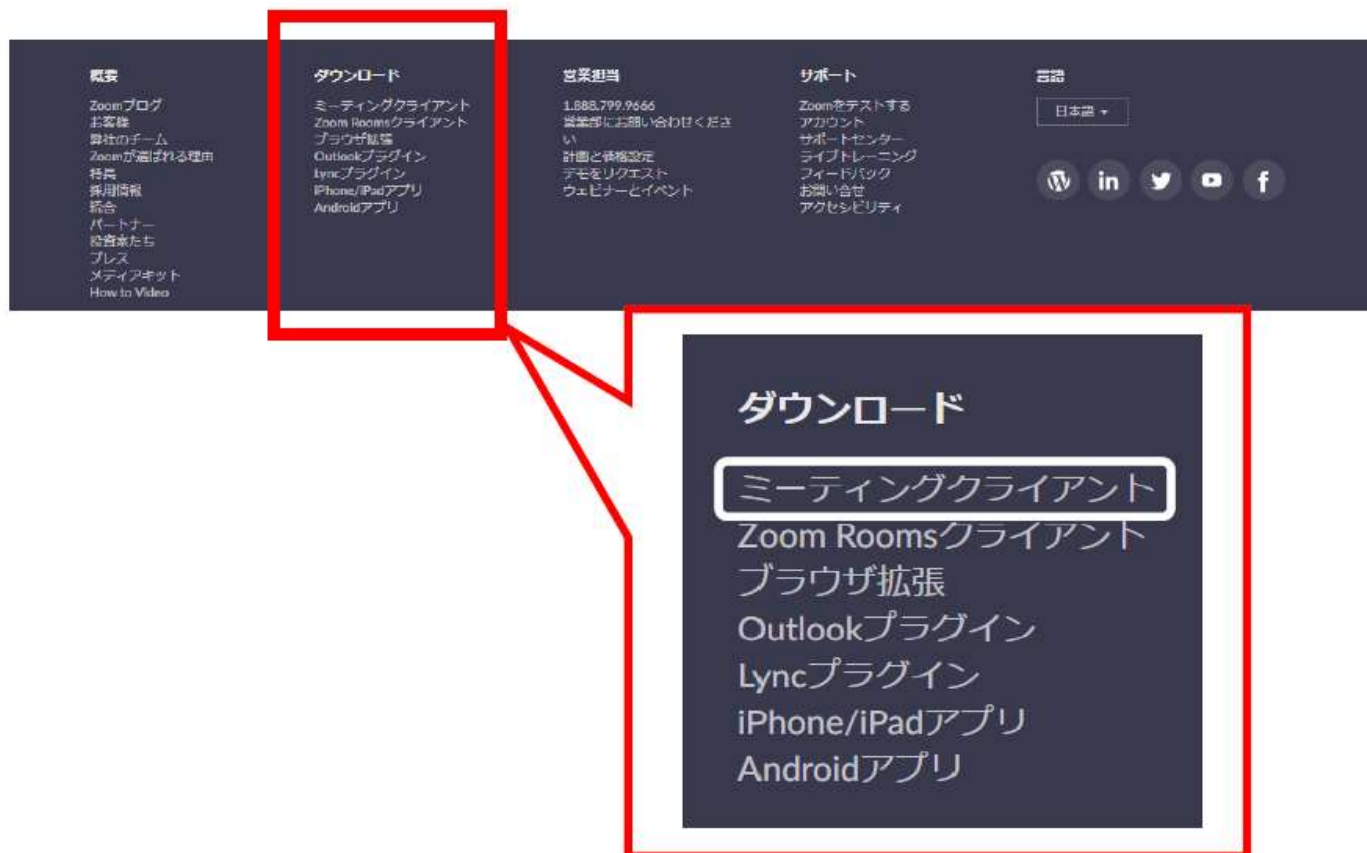 概要
Zoomブログ
お客様
弊社のチーム
Zoomが選ばれる理由
特長
採用情報
統合
パートナー
投資家たち
プレス
メディアキット
How to Video
ダウンロード
ミーティングクライアント
Zoom Roomsクライアント
ブラウザ拡張
Outlookプラグイン
Lyncプラグイン
iPhone/iPadアプリ
Androidアプリ
営業担当
1.888.799.9666
営業部にお問い合わせくださ
い
計画と価格設定
デモをリクエスト
ウェビナーとイベント
サポート
Zoomをテストする
アカウント
サポートセンター
ライブトレーニング
フィードバック
お問い合せ
アクセシビリティ
言語
日本語
in
f
ダウンロード
ミーティングクライアント
Zoom Roomsクライアント
ブラウザ拡張
Outlookプラグイン
Lyncプラグイン
iPhone/iPadアプリ
Androidアプリ